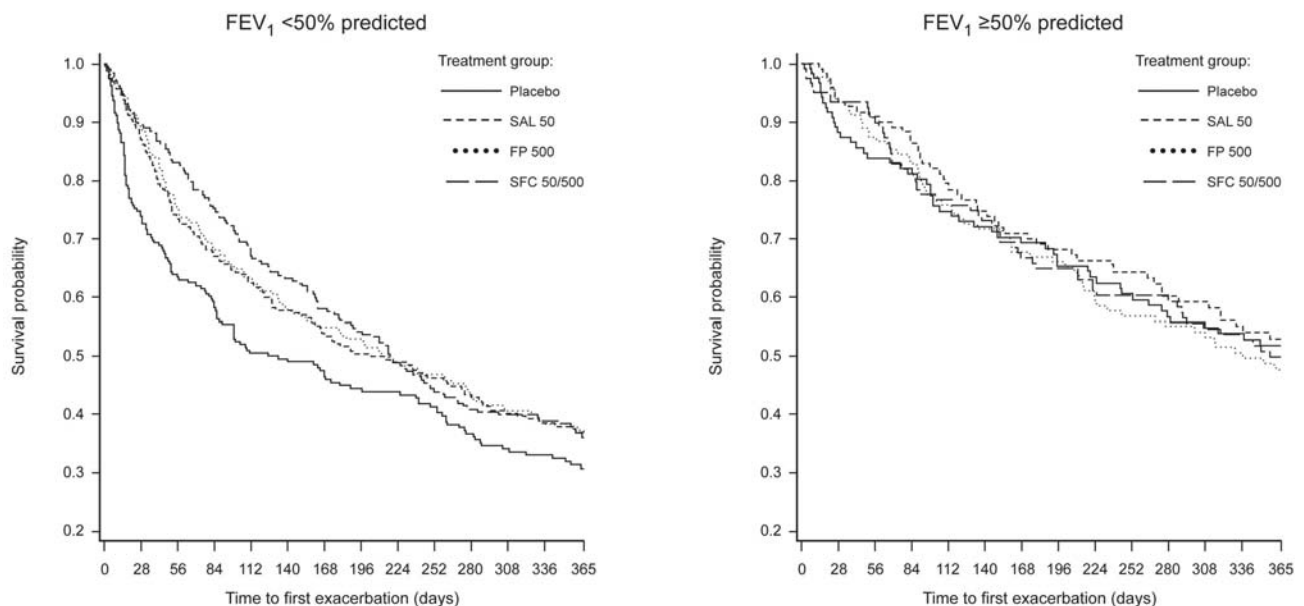 FEV1 <50% predicted
Treatment group:
Placebo
SAL 50
FP 500
SFC 50/500
Survival probability
1.0
0.9
0.8
0.7
0.6
0.5
0.4
0.3
0.2
0 28 56 84 112 140 168 196 224 252 280 308 336 365
Time to first exacerbation (days)
FEV1 ≥50% predicted
Treatment group:
Placebo
SAL 50
FP 500
SFC 50/500
Survival probability
1.0
0.9
0.8
0.7
0.6
0.5
0.4
0.3
0.2
0 28 56 84 112 140 168 196 224 252 280 308 336 365
Time to first exacerbation (days)